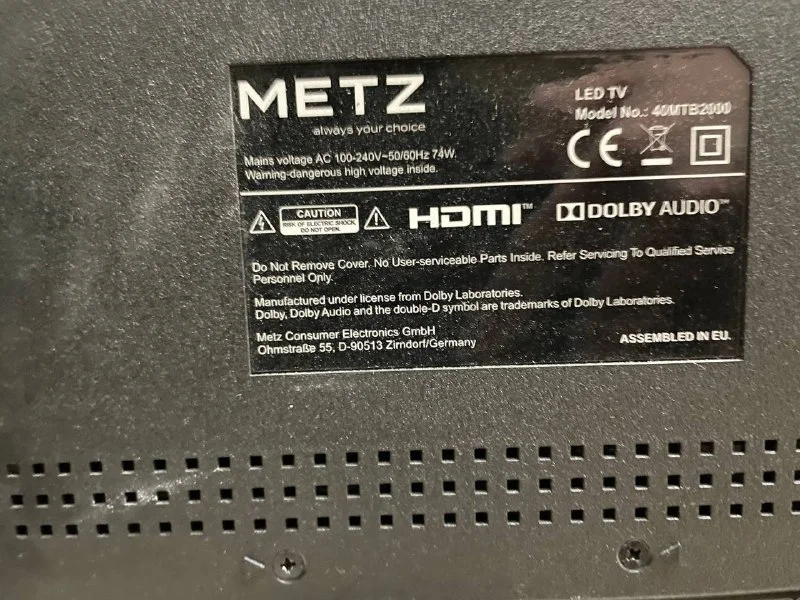 METZ
always your choice
LED TV
Model No.: 40MTB2000
Mains voltage AC 100-240V~50/60Hz 74W.
Warning-dangerous high voltage inside.
CE
CAUTION
RISK OF ELECTRIC SHOCK
DO NOT OPEN
HDMI™
DOLBY AUDIO™
Do Not Remove Cover. No User-serviceable Parts Inside. Refer Servicing To Qualified Service
Personnel Only.
Manufactured under license from Dolby Laboratories.
Dolby, Dolby Audio and the double-D symbol are trademarks of Dolby Laboratories.
Metz Consumer Electronics GmbH
Ohmstraße 55, D-90513 Zirndorf/Germany
ASSEMBLED IN EU.